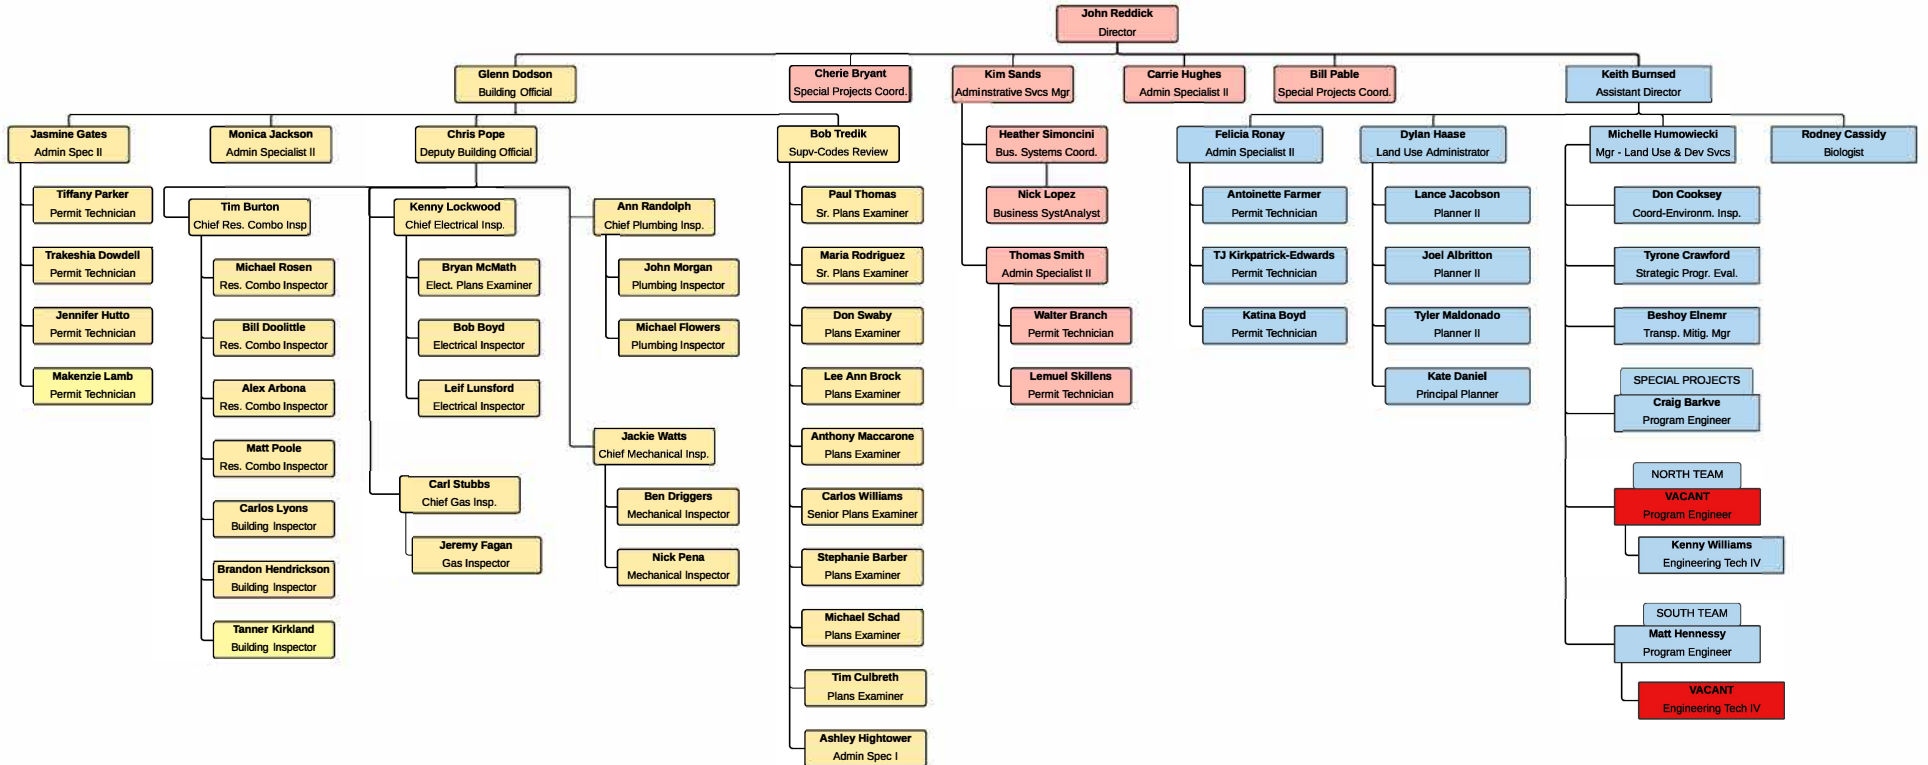 John Reddick
Director
Glenn Dodson
Building Official
Cherie Bryant
Special Projects Coord.
Kim Sands
Adminstrative Svcs Mgr
Carrie Hughes
Admin Specialist II
Bill Pable
Special Projects Coord.
Keith Burnsed
Assistant Director
Jasmine Gates
Admin Spec II
Monica Jackson
Admin Specialist II
Chris Pope
Deputy Building Official
Bob Tredik
Supv-Codes Review
Heather Simoncini
Bus. Systems Coord.
Felicia Ronay
Admin Specialist II
Dylan Haase
Land Use Administrator
Michelle Humowiecki
Mgr - Land Use & Dev Svcs
Rodney Cassidy
Biologist
Tiffany Parker
Permit Technician
Trakeshia Dowdell
Permit Technician
Jennifer Hutto
Permit Technician
Makenzie Lamb
Permit Technician
Tim Burton
Chief Res. Combo Insp
Michael Rosen
Res. Combo Inspector
Bill Doolittle
Res. Combo Inspector
Alex Arbona
Res. Combo Inspector
Matt Poole
Res. Combo Inspector
Carlos Lyons
Building Inspector
Brandon Hendrickson
Building Inspector
Tanner Kirkland
Building Inspector
Kenny Lockwood
Chief Electrical Insp.
Bryan McMath
Elect. Plans Examiner
Bob Boyd
Electrical Inspector
Leif Lunsford
Electrical Inspector
Carl Stubbs
Chief Gas Insp.
Jeremy Fagan
Gas Inspector
Ann Randolph
Chief Plumbing Insp.
John Morgan
Plumbing Inspector
Michael Flowers
Plumbing Inspector
Jackie Watts
Chief Mechanical Insp.
Ben Driggers
Mechanical Inspector
Nick Pena
Mechanical Inspector
Paul Thomas
Sr. Plans Examiner
Maria Rodriguez
Sr. Plans Examiner
Don Swaby
Plans Examiner
Lee Ann Brock
Plans Examiner
Anthony Maccarone
Plans Examiner
Carlos Williams
Senior Plans Examiner
Stephanie Barber
Plans Examiner
Michael Schad
Plans Examiner
Tim Culbreth
Plans Examiner
Ashley Hightower
Admin Spec I
Nick Lopez
Business SystAnalyst
Thomas Smith
Admin Specialist II
Walter Branch
Permit Technician
Lemuel Skillens
Permit Technician
Antoinette Farmer
Permit Technician
TJ Kirkpatrick-Edwards
Permit Technician
Katina Boyd
Permit Technician
Lance Jacobson
Planner II
Joel Albritton
Planner II
Tyler Maldonado
Planner II
Kate Daniel
Principal Planner
Don Cooksey
Coord-Environm. Insp.
Tyrone Crawford
Strategic Progr. Eval.
Beshoy Elnemr
Transp. Mitig. Mgr
SPECIAL PROJECTS
Craig Barkve
Program Engineer
NORTH TEAM
VACANT
Program Engineer
Kenny Williams
Engineering Tech IV
SOUTH TEAM
Matt Hennessy
Program Engineer
VACANT
Engineering Tech IV